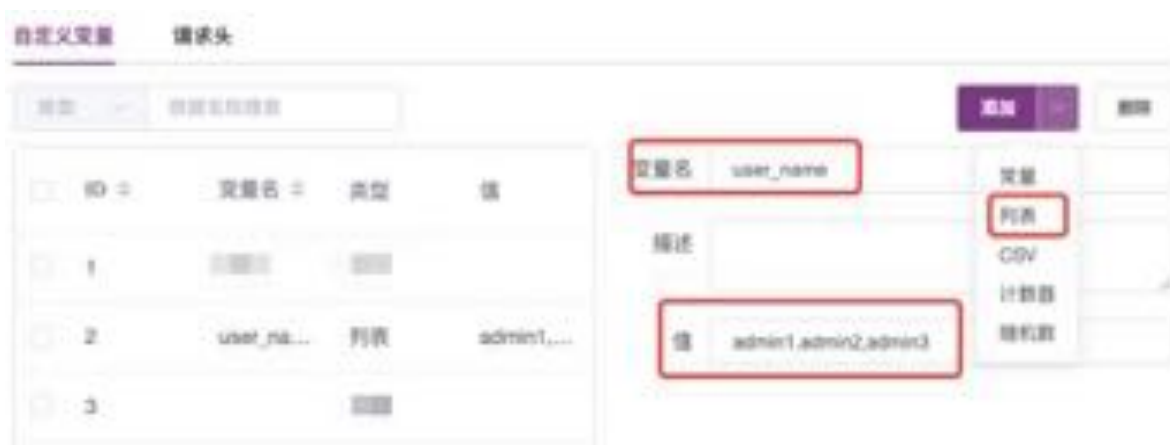 自定义变量 请求头
添加 删除
ID 变量名 类型 值
1
2 user_na... 列表 admin1,...
3
变量名 user_name
描述
值 admin1,admin2,admin3
常量
列表
CSV
计数器
随机数